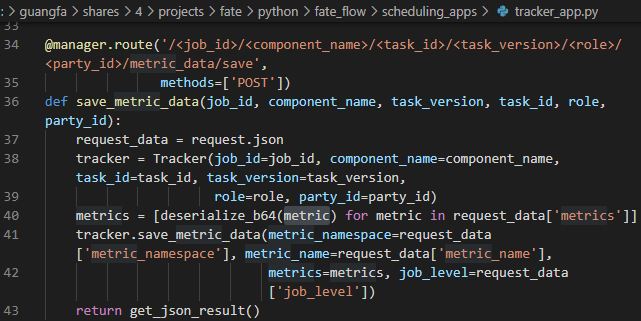 guangfa > shares > 4 > projects > fate > python > fate_flow > scheduling_apps > tracker_app.py
33
34 @manager.route('/<job_id>/<component_name>/<task_id>/<task_version>/<role>/
<party_id>/metric_data/save',
35 methods=['POST'])
36 def save_metric_data(job_id, component_name, task_version, task_id, role,
party_id):
37 request_data = request.json
38 tracker = Tracker(job_id=job_id, component_name=component_name,
task_id=task_id, task_version=task_version,
39 role=role, party_id=party_id)
40 metrics = [deserialize_b64(metric) for metric in request_data['metrics']]
41 tracker.save_metric_data(metric_namespace=request_data
['metric_namespace'], metric_name=request_data['metric_name'],
42 metrics=metrics, job_level=request_data
['job_level'])
43 return get_json_result()